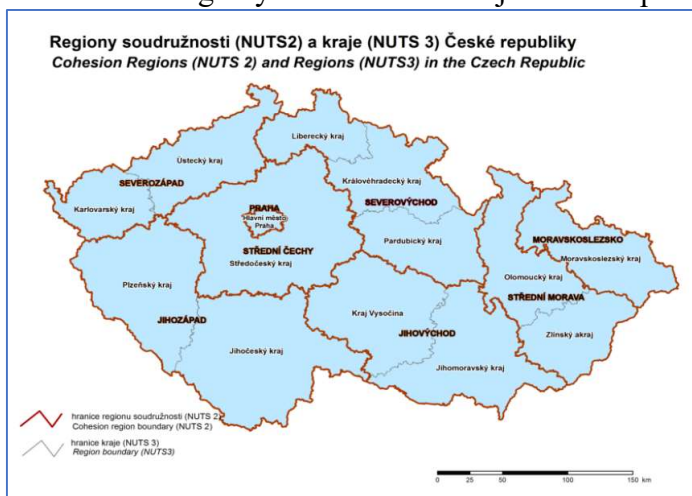 Regiony soudružnosti (NUTS2) a kraje (NUTS 3) České republiky
Cohesion Regions (NUTS 2) and Regions (NUTS3) in the Czech Republic
Liberecký kraj
Ústecký kraj
SEVEROZÁPAD
Karlovarský kraj
Královéhradecký kraj
SEVEROVÝCHOD
PRAHA
Hlavní město
Praha
Pardubický kraj
STŘEDNÍ ČECHY
Středočeský kraj
MORAVSKOSLEZSKO
Moravskoslezský kraj
Olomoucký kraj
STŘEDNÍ MORAVA
Plzeňský kraj
Kraj Vysočina
JIHOZÁPAD
JIHOVÝCHOD
Zlínský akraj
Jihočeský kraj
Jihomoravský kraj
hranice regionu soudružnosti (NUTS 2)
Cohesion region boundary (NUTS 2)
hranice kraje (NUTS 3)
Region boundary (NUTS3)
0 25 50 100 150 km